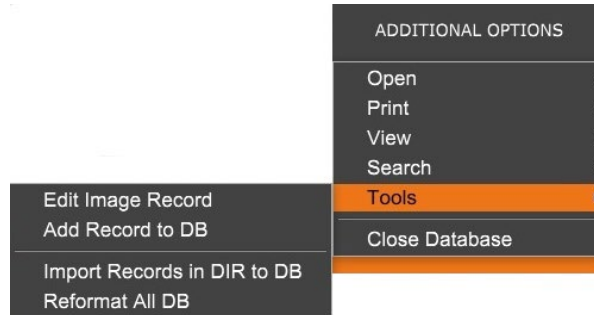 ADDITIONAL OPTIONS
Open
Print
View
Search
Tools
Close Database
Edit Image Record
Add Record to DB
Import Records in DIR to DB
Reformat All DB